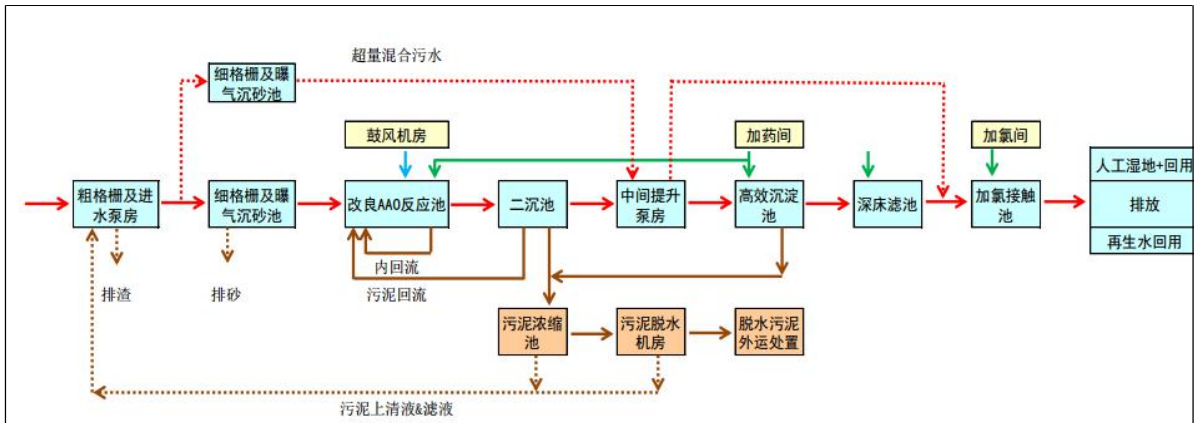 超量混合污水
细格栅及曝
气沉砂池
鼓风机房
加药间
加氯间
粗格栅及进
水泵房
细格栅及曝
气沉砂池
改良AAO反应池
二沉池
中间提升
泵房
高效沉淀
池
深床滤池
加氯接触
池
人工湿地+回用
排放
再生水回用
内回流
污泥回流
排渣
排砂
污泥浓缩
池
污泥脱水
机房
脱水污泥
外运处置
污泥上清液&滤液